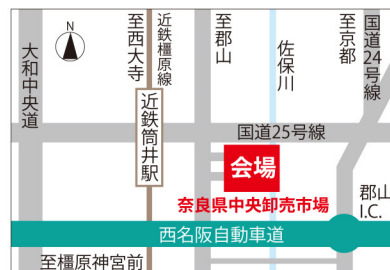 大和中央道
N
至西大寺
近鉄橿原線
至郡山
佐保川
至京都
国道24号線
近鉄筒井駅
国道25号線
会場
奈良県中央卸売市場
郡山
I.C.
西名阪自動車道
至橿原神宮前